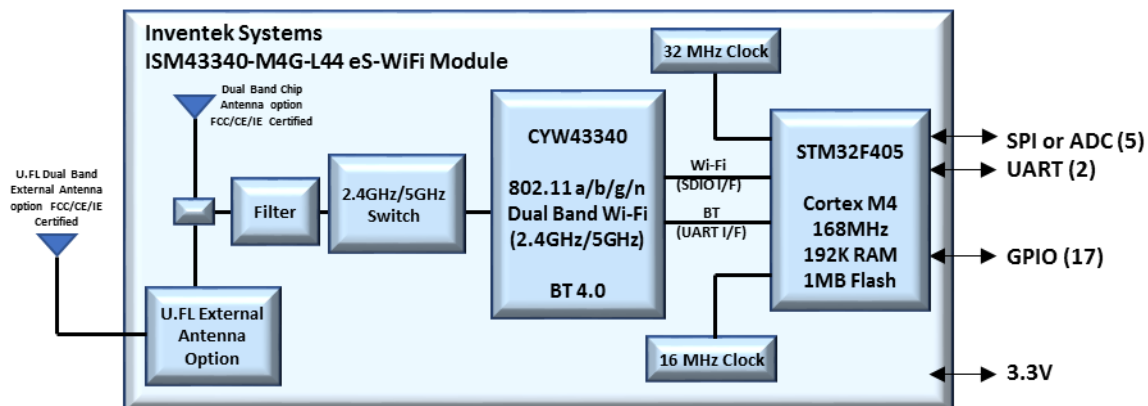 Inventek Systems
ISM43340-M4G-L44 eS-WiFi Module
Dual Band Chip
Antenna option
FCC/CE/IE Certified
U.FL Dual Band
External Antenna
option FCC/CE/IE
Certified
Filter
2.4GHz/5GHz
Switch
U.FL External
Antenna
Option
CYW43340
802.11 a/b/g/n
Dual Band Wi-Fi
(2.4GHz/5GHz)
BT 4.0
32 MHz Clock
Wi-Fi
(SDIO I/F)
BT
(UART I/F)
16 MHz Clock
STM32F405
Cortex M4
168MHz
192K RAM
1MB Flash
SPI or ADC (5)
UART (2)
GPIO (17)
3.3V